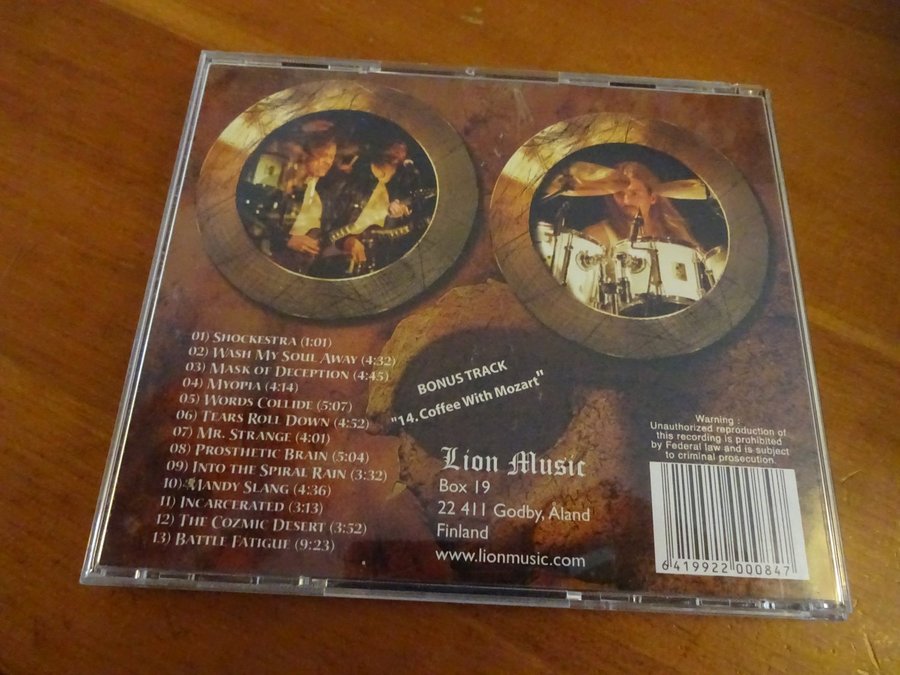 01) Shockestra (1:01)
02) Wash My Soul Away (4:32)
03) Mask of Deception (4:45)
04) Myopia (4:14)
05) Words Collide (5:07)
06) Tears Roll Down (4:52)
07) Mr. Strange (4:01)
08) Prosthetic Brain (5:04)
09) Into the Spiral Rain (3:32)
10) Mandy Slang (4:36)
11) Incarcerated (3:13)
12) The Cozmic Desert (3:52)
13) Battle Fatigue (9:23)
BONUS TRACK
"14. Coffee With Mozart"
Lion Music
Box 19
22 411 Godby, Åland
Finland
www.lionmusic.com
Warning :
Unauthorized reproduction of
this recording is prohibited
by Federal law and is subject
to criminal prosecution.
6 419922 000847